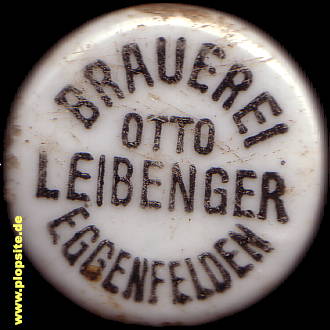 BRAUEREI
OTTO
LEIBENGER
EGGENFELDEN
www.plopsite.de